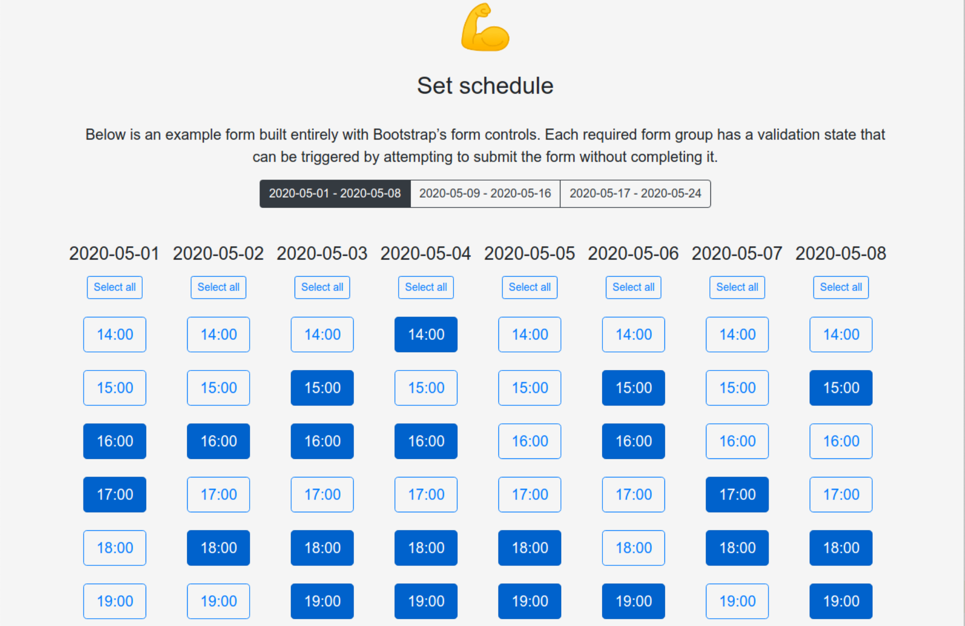 Set schedule
Below is an example form built entirely with Bootstrap’s form controls. Each required form group has a validation state that
can be triggered by attempting to submit the form without completing it.
2020-05-01 - 2020-05-08 2020-05-09 - 2020-05-16 2020-05-17 - 2020-05-24
2020-05-01 2020-05-02 2020-05-03 2020-05-04 2020-05-05 2020-05-06 2020-05-07 2020-05-08
Select all Select all Select all Select all Select all Select all Select all Select all
14:00 14:00 14:00 14:00 14:00 14:00 14:00 14:00
15:00 15:00 15:00 15:00 15:00 15:00 15:00 15:00
16:00 16:00 16:00 16:00 16:00 16:00 16:00 16:00
17:00 17:00 17:00 17:00 17:00 17:00 17:00 17:00
18:00 18:00 18:00 18:00 18:00 18:00 18:00 18:00
19:00 19:00 19:00 19:00 19:00 19:00 19:00 19:00